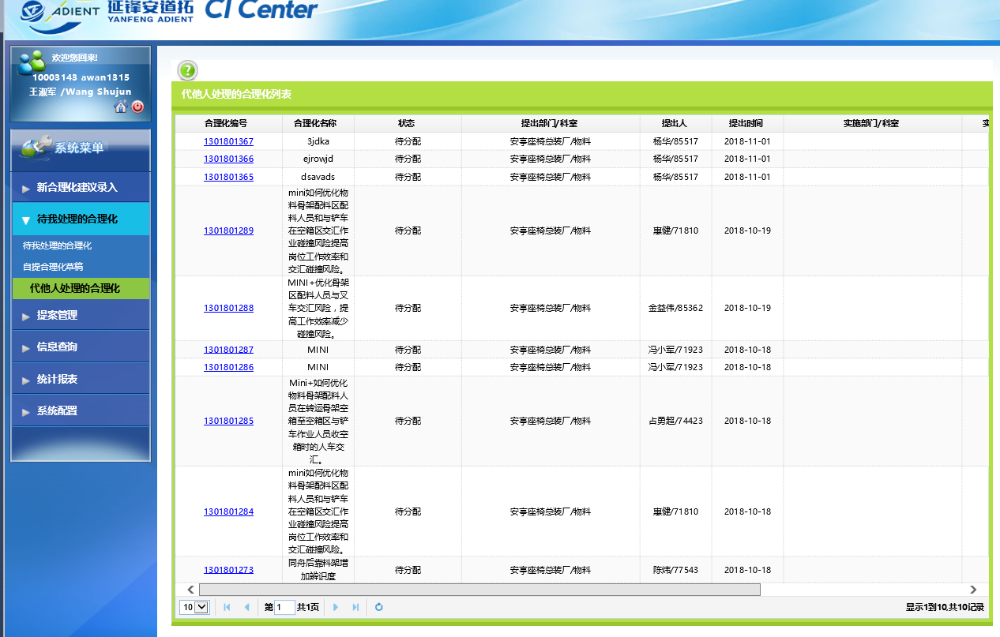 ADIENT 延锋安道拓 YANFENG ADIENT CI Center
欢迎您回来!
10003143 awan1315
王淑军 /Wang Shujun
系统菜单
新合理化建议录入
待我处理的合理化
待我处理的合理化
自提合理化草稿
代他人处理的合理化
提案管理
信息查询
统计报表
系统配置
?
代他人处理的合理化列表
合理化编号 合理化名称 状态 提出部门/科室 提出人 提出时间 实施部门/科室
1301801367 3jdka 待分配 安亭座椅总装厂/物料 杨华/85517 2018-11-01
1301801366 ejrowjd 待分配 安亭座椅总装厂/物料 杨华/85517 2018-11-01
1301801365 dsavads 待分配 安亭座椅总装厂/物料 杨华/85517 2018-11-01
mini如何优化物
料骨架配料区配
料人员和与铲车
1301801289 在空箱区交汇作 待分配 安亭座椅总装厂/物料 惠健/71810 2018-10-19
业碰撞风险提高
岗位工作效率和
交汇碰撞风险。
MINI+优化骨架
区配料人员与叉
1301801288 车交汇风险，提 待分配 安亭座椅总装厂/物料 金益伟/85362 2018-10-19
高工作效率减少
碰撞风险。
1301801287 MINI 待分配 安亭座椅总装厂/物料 冯小军/71923 2018-10-18
1301801286 MINI 待分配 安亭座椅总装厂/物料 冯小军/71923 2018-10-18
Mini+如何优化
物料骨架配料人
员在转运骨架空
1301801285 箱至空箱区与铲 待分配 安亭座椅总装厂/物料 占勇超/74423 2018-10-18
车作业人员收空
箱时的人车交
汇。
mini如何优化物
料骨架配料区配
料人员和与铲车
1301801284 在空箱区交汇作 待分配 安亭座椅总装厂/物料 惠健/71810 2018-10-18
业碰撞风险提高
岗位工作效率和
交汇碰撞风险。
同舟后靠料架增
1301801273 加辨识度 待分配 安亭座椅总装厂/物料 陈炜/77543 2018-10-18
10 第 1 共1页 显示1到10,共10记录